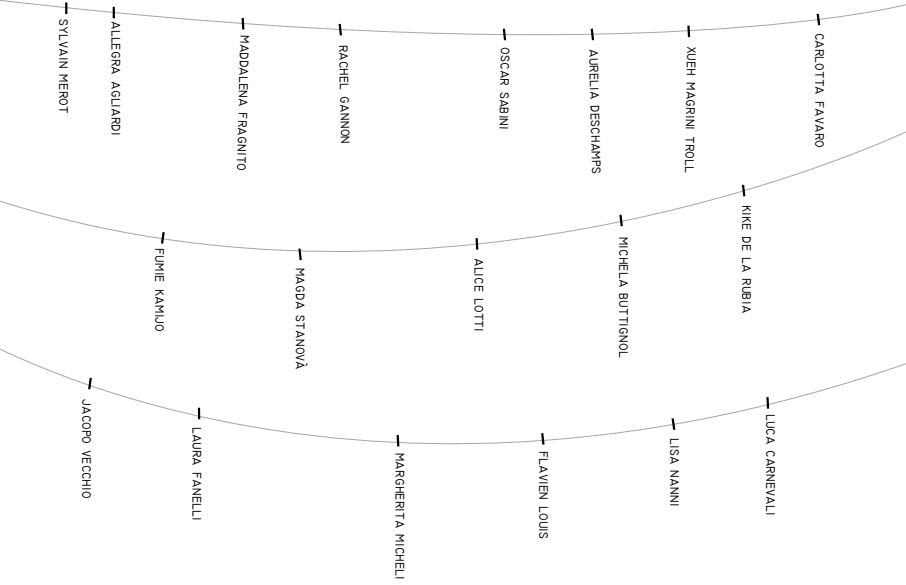 SYLVAIN MEROT
ALLEGRA AGLIARDI
MADDALENA FRAGNITO
RACHEL GANNON
OSCAR SABINI
AURELIA DESCHAMPS
XUEH MAGRINI TROLL
CARLOTTA FAVARO
FUMIE KAMIJO
MAGDA STANOVÀ
ALICE LOTTI
MICHELA BUTTIGNOL
KIKE DE LA RUBIA
JACOPO VECCHIO
LAURA FANELLI
MARGHERITA MICHELI
FLAVIEN LOUIS
LISA NANNI
LUCA CARNEVALI